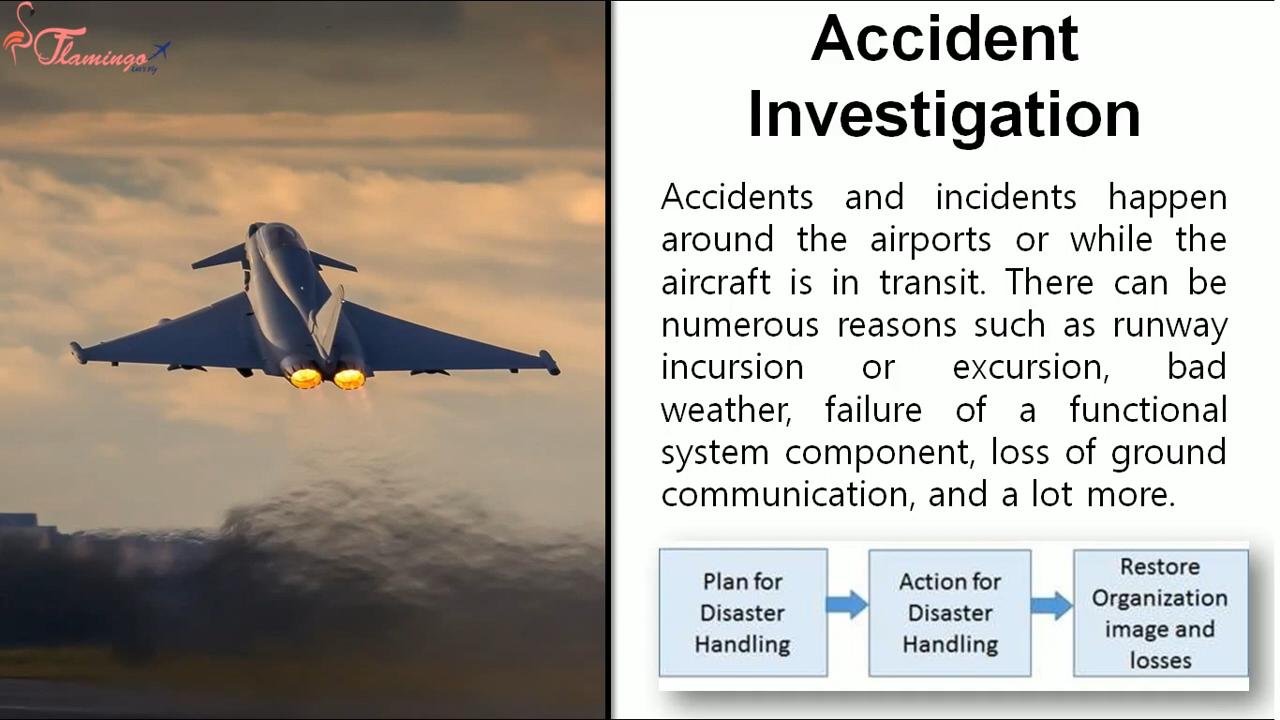 Flamingo
Let's Fly
Accident
Investigation
Accidents and incidents happen
around the airports or while the
aircraft is in transit. There can be
numerous reasons such as runway
incursion or excursion, bad
weather, failure of a functional
system component, loss of ground
communication, and a lot more.
Plan for
Disaster
Handling
Action for
Disaster
Handling
Restore
Organization
image and
losses